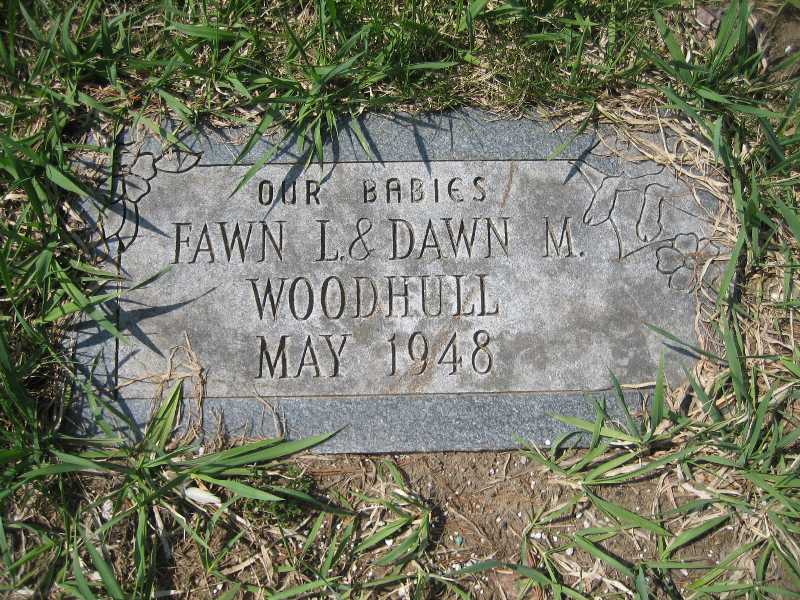 OUR BABIES
FAWN L. & DAWN M.
WOODHULL
MAY 1948